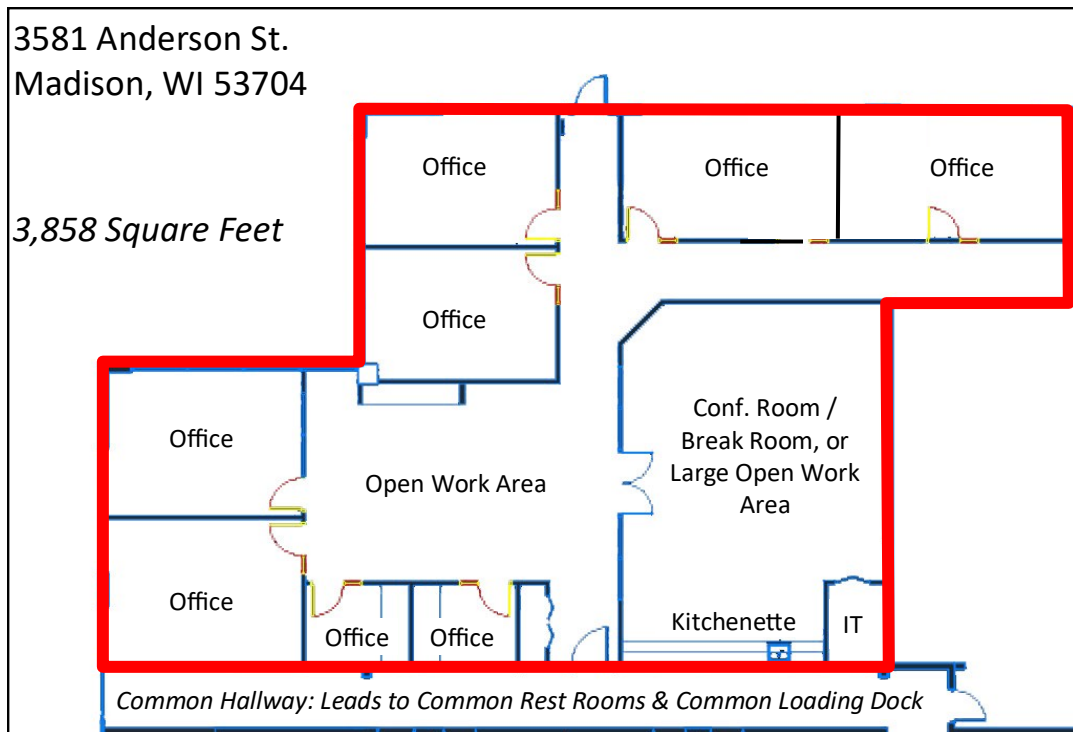 3581 Anderson St.
Madison, WI 53704
3,858 Square Feet
Office
Office
Office
Office
Office
Conf. Room /
Break Room, or
Large Open Work
Area
Open Work Area
Office
Kitchenette
IT
Office
Office
Common Hallway: Leads to Common Rest Rooms & Common Loading Dock